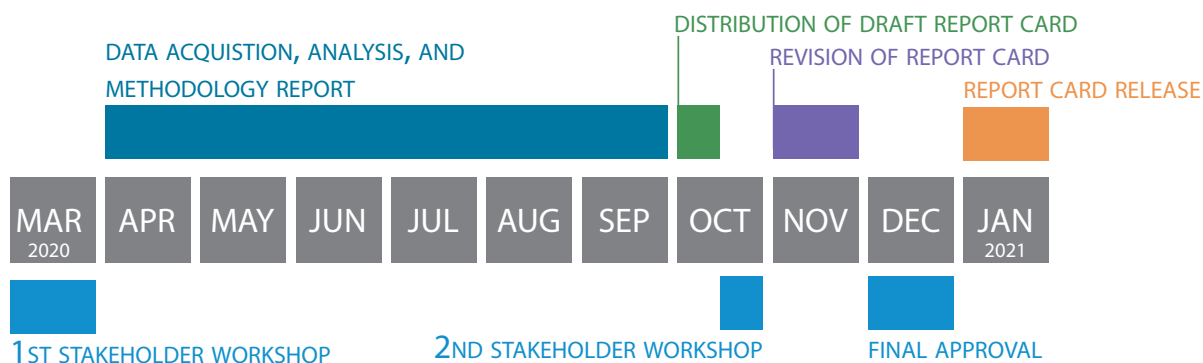 DISTRIBUTION OF DRAFT REPORT CARD
DATA ACQUISTION, ANALYSIS, AND
METHODOLOGY REPORT
REVISION OF REPORT CARD
REPORT CARD RELEASE
MAR APR MAY JUN JUL AUG SEP OCT NOV DEC JAN
2020 2021
1ST STAKEHOLDER WORKSHOP
2ND STAKEHOLDER WORKSHOP
FINAL APPROVAL